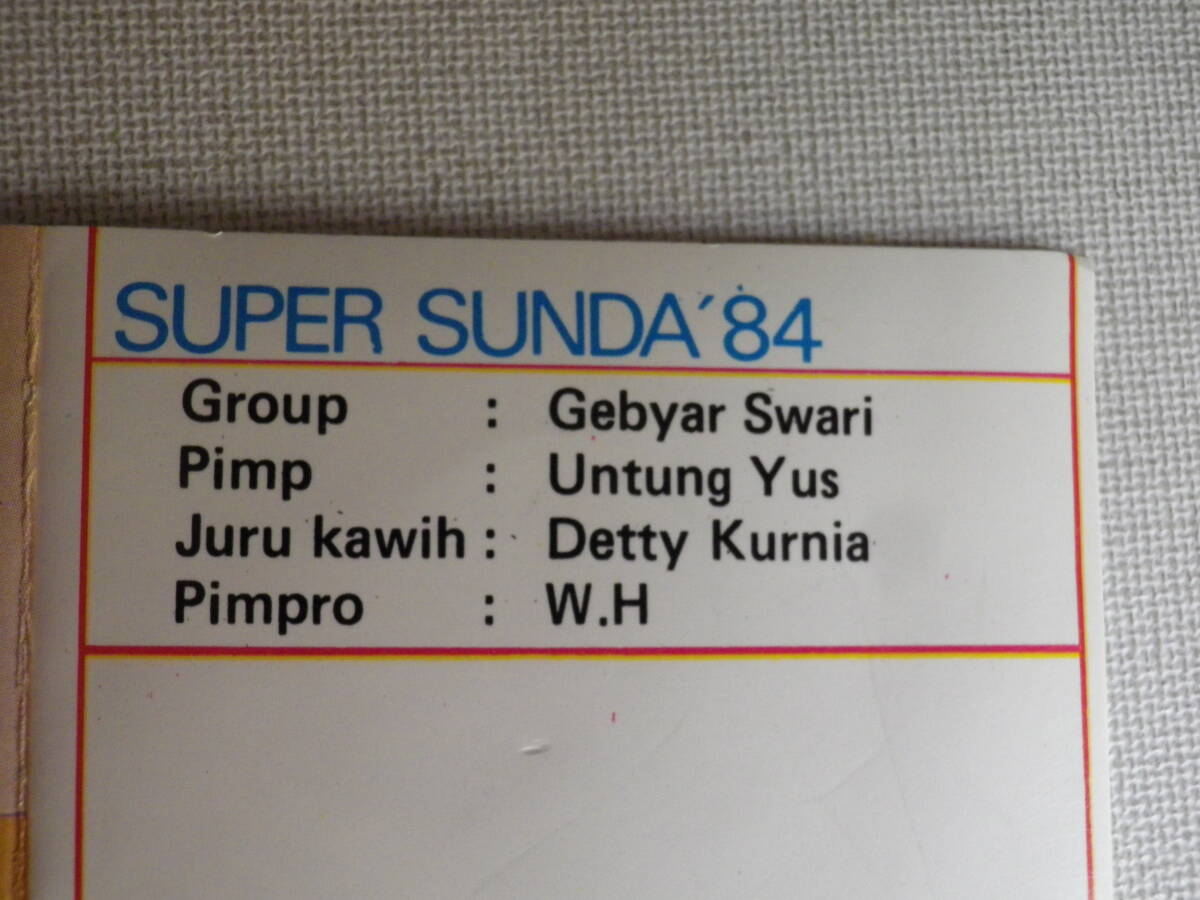 SUPER SUNDA '84
Group : Gebyar Swari
Pimp : Untung Yus
Juru kawih : Detty Kurnia
Pimpro : W.H